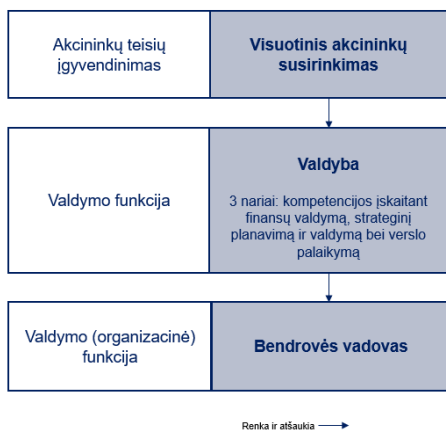 Akcininkų teisių
įgyvendinimas
Visuotinis akcininkų
susirinkimas
Valdymo funkcija
Valdyba
3 nariai: kompetencijos įskaitant
finansų valdymą, strateginį
planavimą ir valdymą bei verslo
palaikymą
Valdymo (organizacinė)
funkcija
Bendrovės vadovas
Renka ir atšaukia